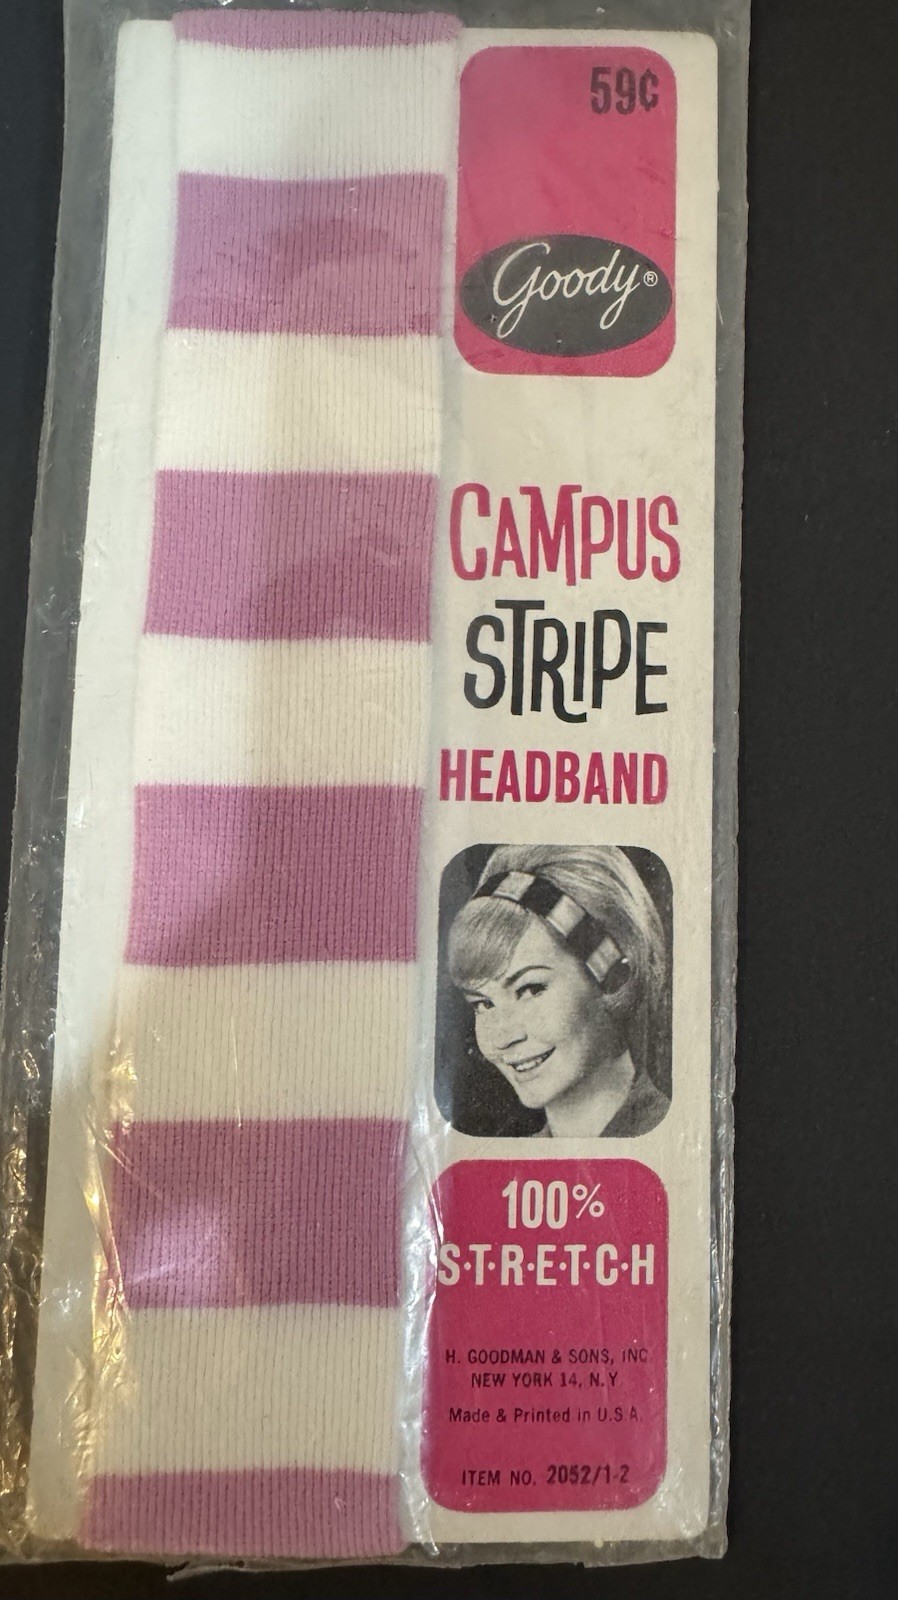 59¢
Goody®
CAMPUS
STRIPE
HEADBAND
100%
S·T·R·E·T·C·H
H. GOODMAN & SONS, INC.
NEW YORK 14, N.Y.
Made & Printed in U.S.A.
ITEM NO. 2052/1-2